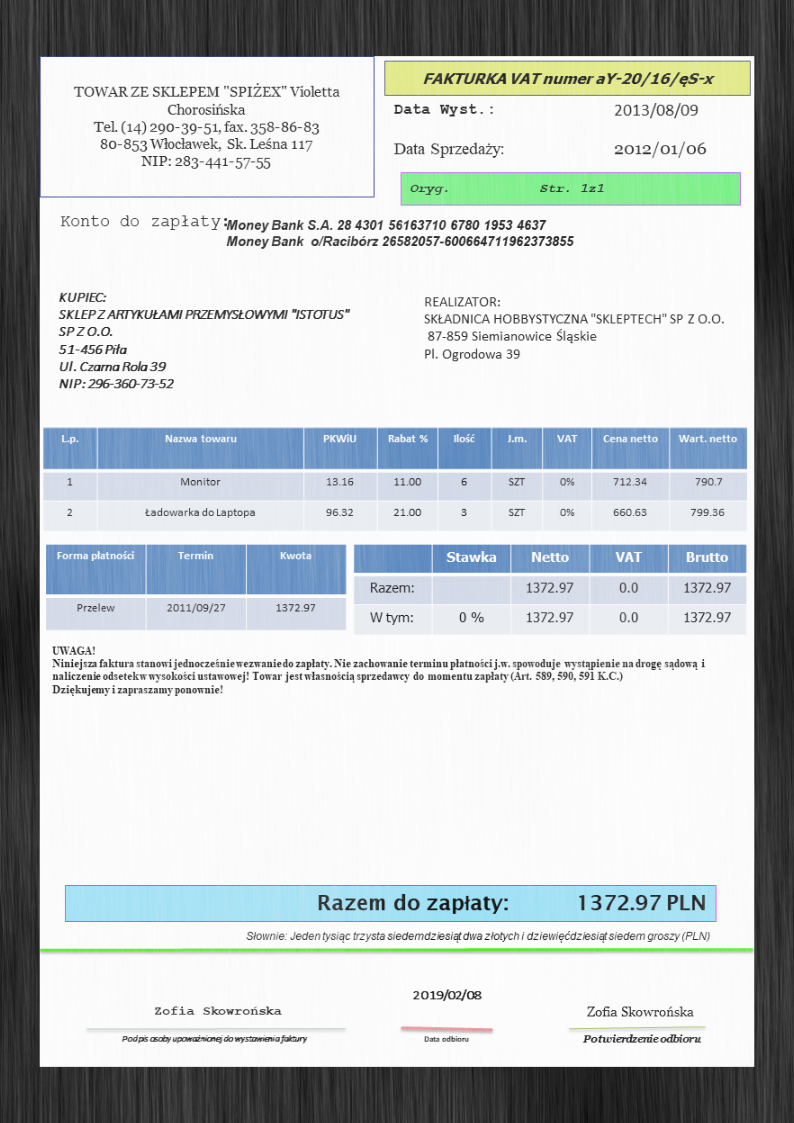 TOWAR ZE SKLEPEM "SPIŻEX" Violetta
Chorosińska
Tel. (14) 290-39-51, fax. 358-86-83
80-853 Włocławek, Sk. Leśna 117
NIP: 283-441-57-55
FAKTURKA VAT numer aY-20/16/ęS-x
Data Wyst.: 2013/08/09
Data Sprzedaży: 2012/01/06
Oryg. Str. 1z1
Konto do zapłaty:
Money Bank S.A. 28 4301 56163710 6780 1953 4637
Money Bank o/Racibórz 26582057-600664711962373855
KUPIEC:
SKLEP Z ARTYKUŁAMI PRZEMYSŁOWYMI "ISTOTUS"
SP Z O.O.
51-456 Piła
Ul. Czarna Rola 39
NIP: 296-360-73-52
REALIZATOR:
SKŁADNICA HOBBYSTYCZNA "SKLEPTECH" SP Z O.O.
87-859 Siemianowice Śląskie
Pl. Ogrodowa 39
L.p. Nazwa towaru PKWiU Rabat % Ilość J.m. VAT Cena netto Wart. netto
1 Monitor 13.16 11.00 6 SZT 0% 712.34 790.7
2 Ładowarka do Laptopa 96.32 21.00 3 SZT 0% 660.63 799.36
Forma płatności Termin Kwota
Przelew 2011/09/27 1372.97
Stawka Netto VAT Brutto
Razem: 1372.97 0.0 1372.97
W tym: 0 % 1372.97 0.0 1372.97
UWAGA!
Niniejsza faktura stanowi jednocześnie wezwanie do zapłaty. Nie zachowanie terminu płatności j.w. spowoduje wystąpienie na drogę sądową i
naliczenie odsetek w wysokości ustawowej! Towar jest własnością sprzedawcy do momentu zapłaty (Art. 589, 590, 591 K.C.)
Dziękujemy i zapraszamy ponownie!
Razem do zapłaty: 1372.97 PLN
Słownie: Jeden tysiąc trzysta siedemdziesiąt dwa złotych i dziewięćdziesiąt siedem groszy (PLN)
Zofia Skowrońska
Podpis osoby upoważnionej do wystawienia faktury
2019/02/08
Data odbioru
Zofia Skowrońska
Potwierdzenie odbioru